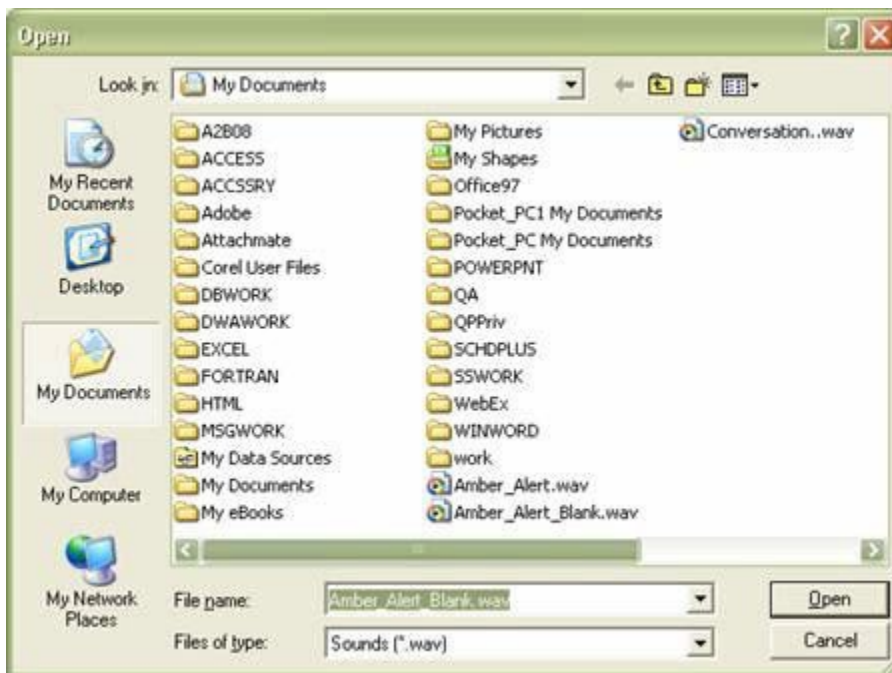 Open
Look in: My Documents
My Recent Documents
Desktop
My Documents
My Computer
My Network Places
A2B08
ACCESS
ACCSSRY
Adobe
Attachmate
Corel User Files
DBWORK
DWAWORK
EXCEL
FORTRAN
HTML
MSGWORK
My Data Sources
My Documents
My eBooks
My Pictures
My Shapes
Office97
Pocket_PC1 My Documents
Pocket_PC My Documents
POWERPNT
QA
QPPriv
SCHDPLUS
SSWORK
WebEx
WINWORD
work
Amber_Alert.wav
Amber_Alert_Blank.wav
Conversation..wav
File name: Amber_Alert_Blank.wav
Open
Files of type: Sounds (*.wav)
Cancel